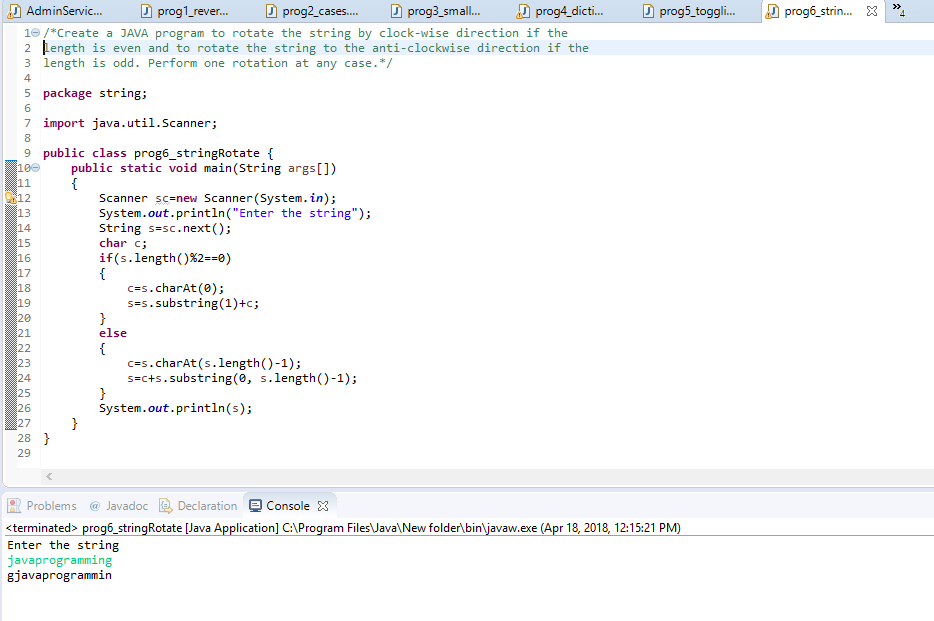 AdminServic... prog1_rever... prog2_cases.... prog3_small... prog4_dicti... prog5_toggli... prog6_strin... »4
1 /*Create a JAVA program to rotate the string by clock-wise direction if the
2 length is even and to rotate the string to the anti-clockwise direction if the
3 length is odd. Perform one rotation at any case.*/
4
5 package string;
6
7 import java.util.Scanner;
8
9 public class prog6_stringRotate {
10 public static void main(String args[])
11 {
12 Scanner sc=new Scanner(System.in);
13 System.out.println("Enter the string");
14 String s=sc.next();
15 char c;
16 if(s.length()%2==0)
17 {
18 c=s.charAt(0);
19 s=s.substring(1)+c;
20 }
21 else
22 {
23 c=s.charAt(s.length()-1);
24 s=c+s.substring(0, s.length()-1);
25 }
26 System.out.println(s);
27 }
28 }
29
Problems @ Javadoc Declaration Console
<terminated> prog6_stringRotate [Java Application] C:\Program Files\Java\New folder\bin\javaw.exe (Apr 18, 2018, 12:15:21 PM)
Enter the string
javaprogramming
gjavaprogrammin